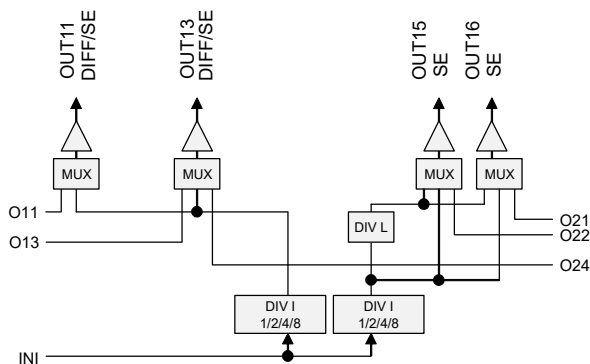 OUT11
DIFF/SE
OUT13
DIFF/SE
OUT15
SE
OUT16
SE
MUX
MUX
MUX
MUX
O11
O21
DIV L
O22
O13
O24
DIV I
1/2/4/8
DIV I
1/2/4/8
INI